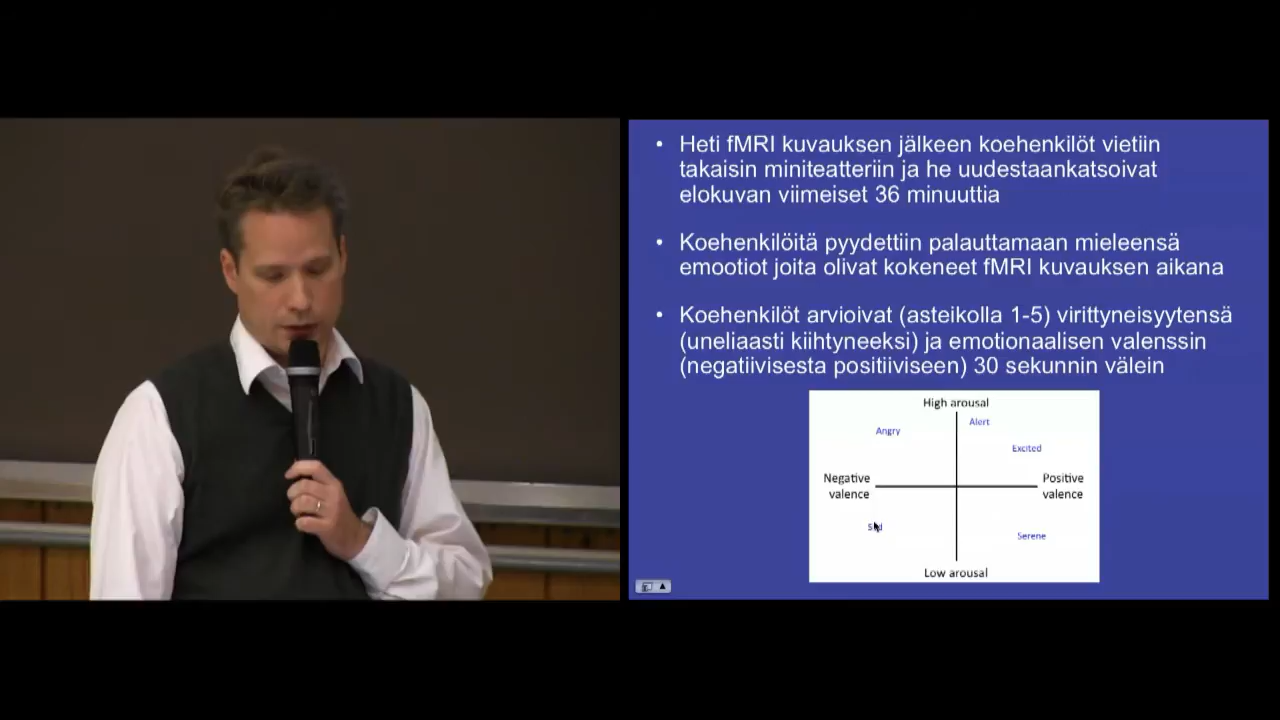 • Heti fMRI kuvauksen jälkeen koehenkilöt vietiin
takaisin miniteatteriin ja he uudestaankatsoivat
elokuvan viimeiset 36 minuuttia
• Koehenkilöitä pyydettiin palauttamaan mieleensä
emootiot joita olivat kokeneet fMRI kuvauksen aikana
• Koehenkilöt arvioivat (asteikolla 1-5) virittyneisyytensä
(uneliaasti kiihtyneeksi) ja emotionaalisen valenssin
(negatiivisesta positiiviseen) 30 sekunnin välein
High arousal
Alert
Angry
Excited
Negative
valence
Positive
valence
Serene
Low arousal